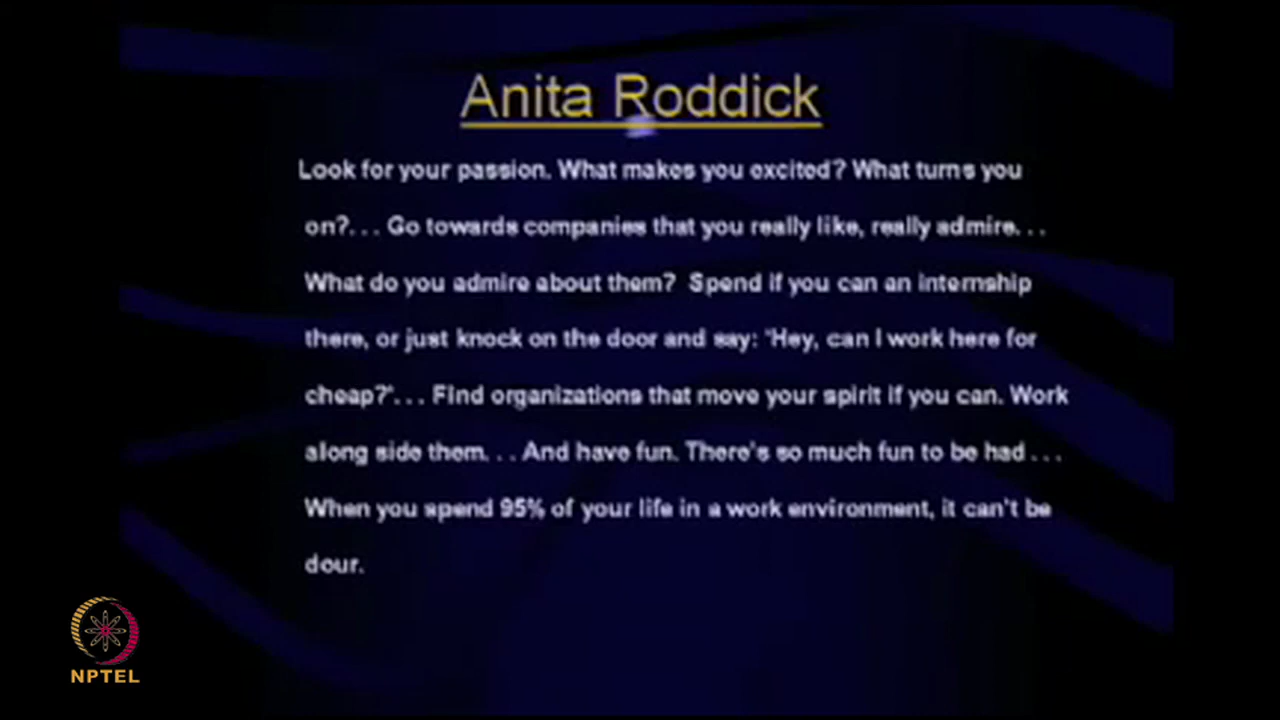 Anita Roddick
Look for your passion. What makes you excited? What turns you
on?. . . Go towards companies that you really like, really admire. . .
What do you admire about them?  Spend if you can an internship
there, or just knock on the door and say: 'Hey, can I work here for
cheap?'. . . Find organizations that move your spirit if you can. Work
along side them. . . And have fun. There's so much fun to be had . . .
When you spend 95% of your life in a work environment, it can't be
dour.
NPTEL